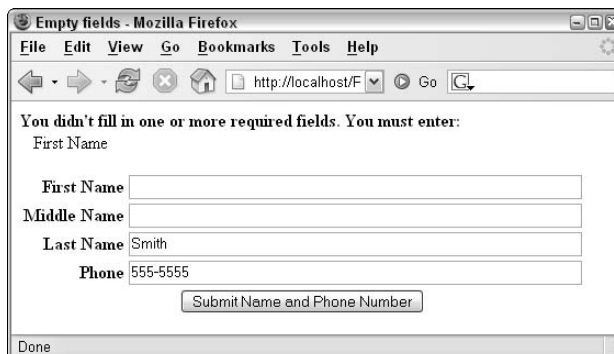 Empty fields - Mozilla Firefox
File Edit View Go Bookmarks Tools Help
http://localhost/F Go G
You didn't fill in one or more required fields. You must enter:
First Name
First Name
Middle Name
Last Name Smith
Phone 555-5555
Submit Name and Phone Number
Done